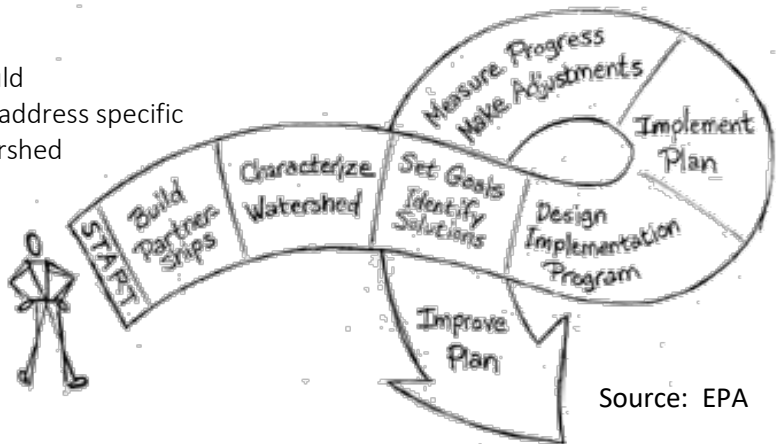 address specific
START
Build
Partner-
ships
Characterize
Watershed
Set Goals
Identify
Solutions
Design
Implementation
Program
Implement
Plan
Measure Progress
Make Adjustments
Improve
Plan
Source: EPA